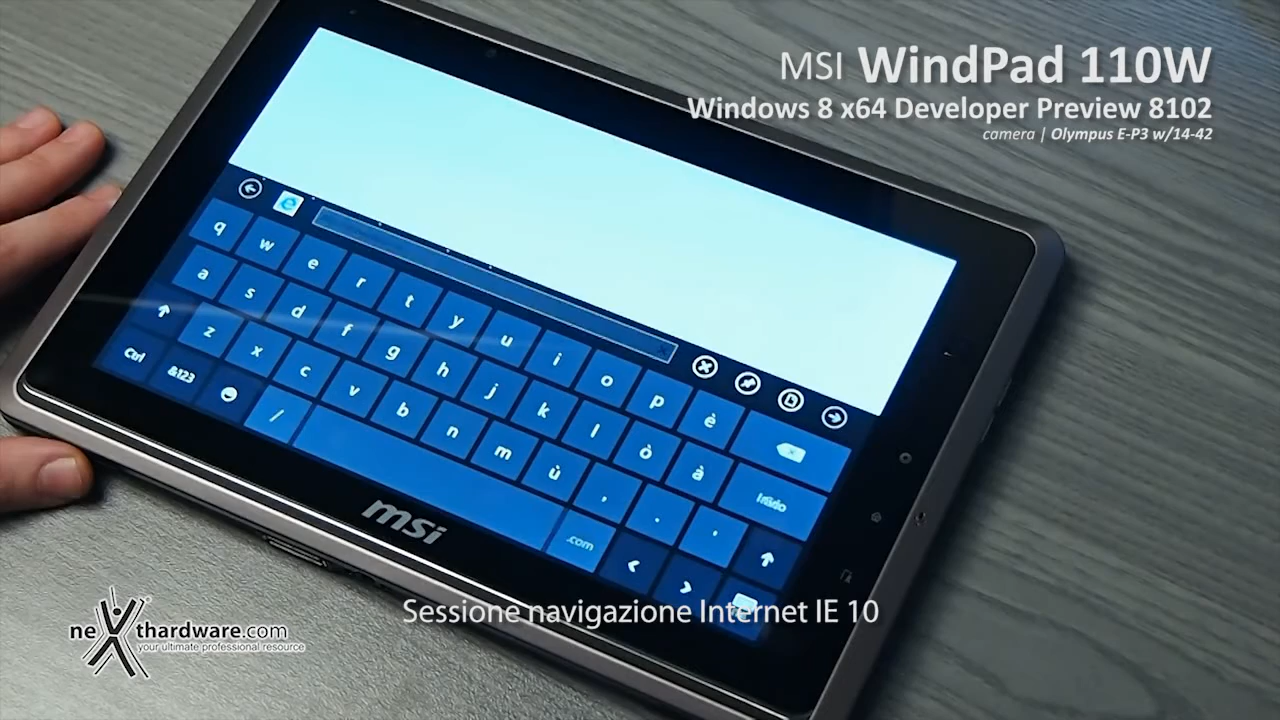 MSI WindPad 110W
Windows 8 x64 Developer Preview 8102
camera | Olympus E-P3 w/14-42
q w e r t y u i o p è
a s d f g h j k l ò à
z x c v b n m ù , . '
Ctrl &123 / .com < >
msi
Sessione navigazione Internet IE 10
neXthardware.com
your ultimate professional resource